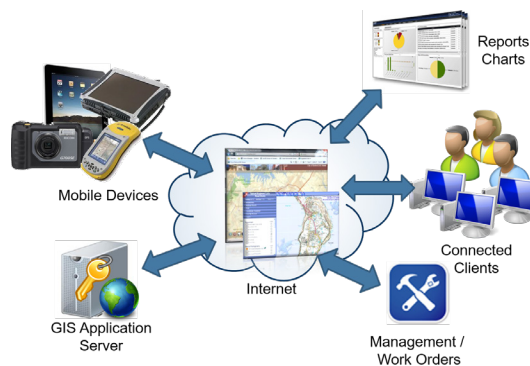 Reports
Charts
Mobile Devices
Connected
Clients
Internet
GIS Application
Server
Management /
Work Orders